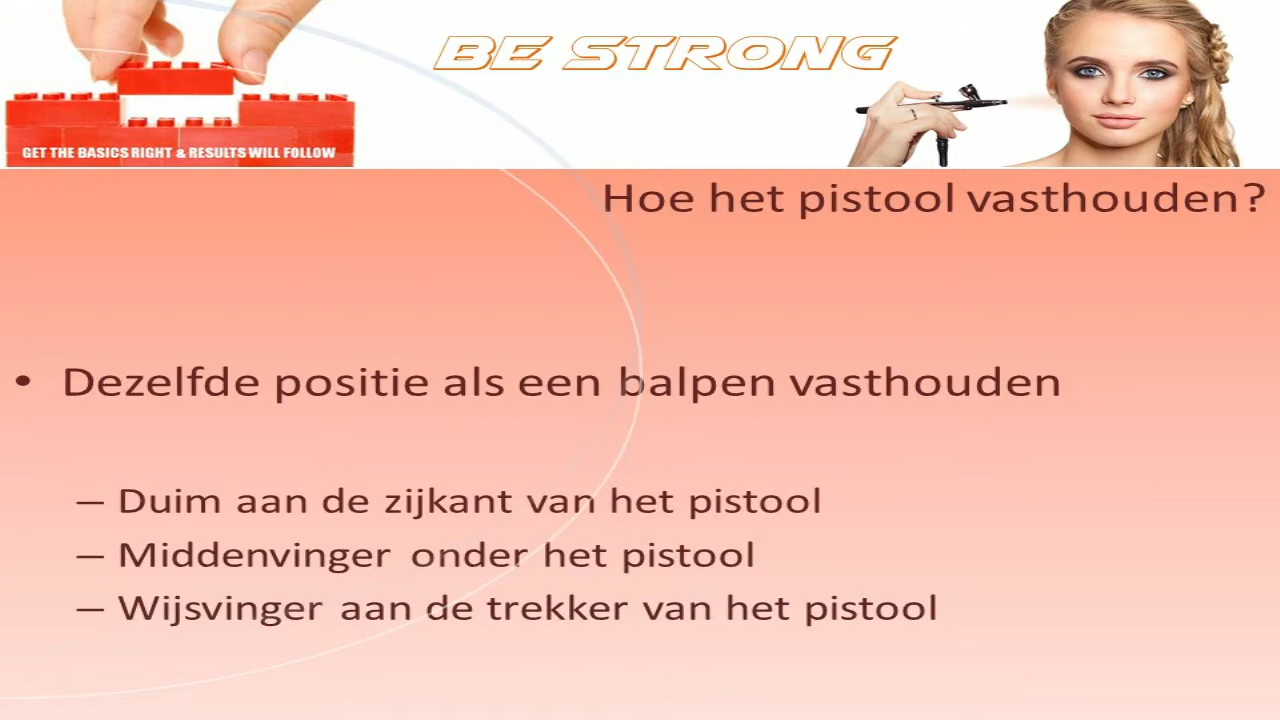 BE STRONG
GET THE BASICS RIGHT & RESULTS WILL FOLLOW
Hoe het pistool vasthouden?
• Dezelfde positie als een balpen vasthouden
– Duim aan de zijkant van het pistool
– Middenvinger onder het pistool
– Wijsvinger aan de trekker van het pistool